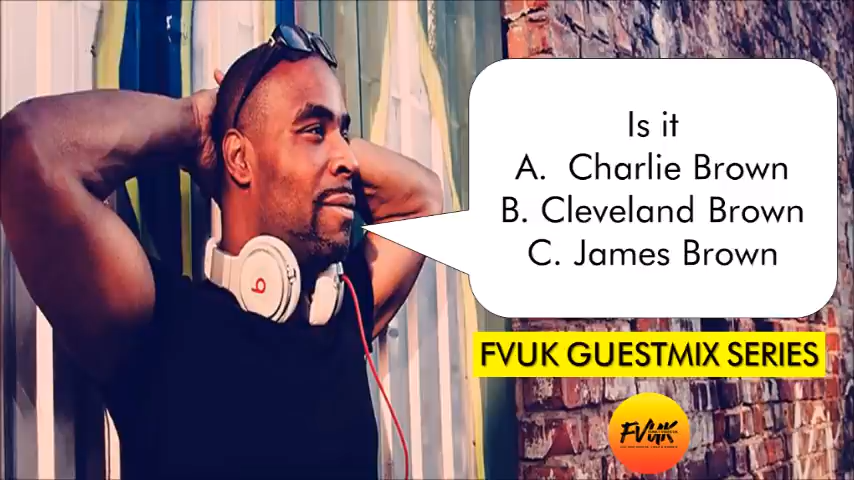 Is it
A. Charlie Brown
B. Cleveland Brown
C. James Brown
FVUK GUESTMIX SERIES
FVUK